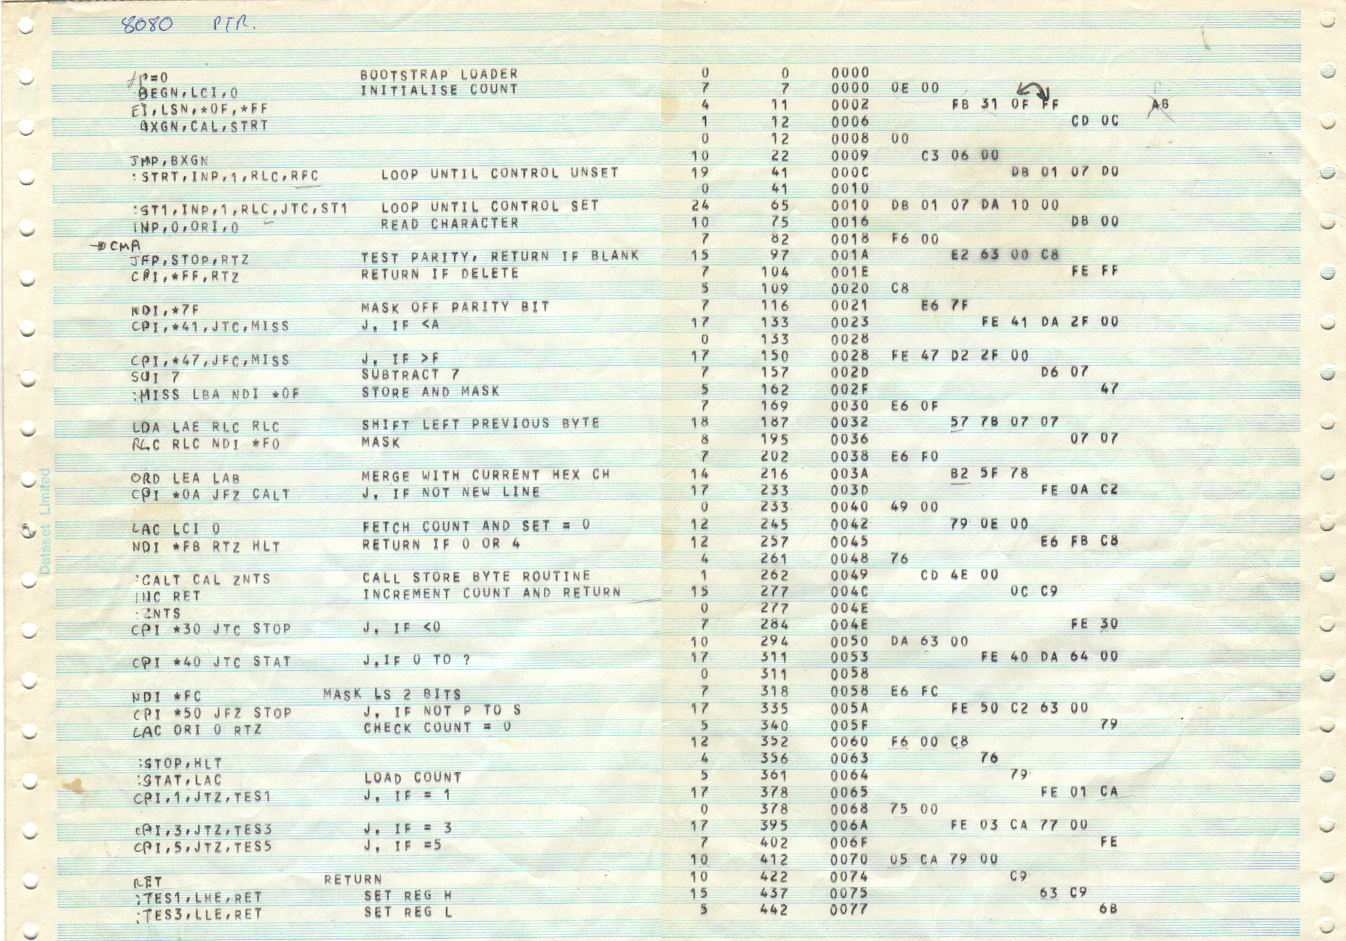 8080 PTR.
P=0 BOOTSTRAP LOADER 0 0 0000
BEGN,LCI,0 INITIALISE COUNT 7 7 0000 0E 00
EI,LSN,*0F,*FF 4 11 0002 FB 31 0F FF AB
BXGN,CAL,STRT 1 12 0006 CD 0C
0 12 0008 00
JMP,BXGN 10 22 0009 C3 06 00
:STRT,INP,1,RLC,RFC LOOP UNTIL CONTROL UNSET 19 41 000C DB 01 07 D0
0 41 0010
:ST1,INP,1,RLC,JTC,ST1 LOOP UNTIL CONTROL SET 24 65 0010 DB 01 07 DA 10 00
INP,0,ORI,0 READ CHARACTER 10 75 0016 DB 00
CMA 7 82 0018 F6 00
JFP,STOP,RTZ TEST PARITY, RETURN IF BLANK 15 97 001A E2 63 00 C8
CPI,*FF,RTZ RETURN IF DELETE 7 104 001E FE FF
5 109 0020 C8
NDI,*7F MASK OFF PARITY BIT 7 116 0021 E6 7F
CPI,*41,JTC,MISS J, IF <A 17 133 0023 FE 41 DA 2F 00
0 133 0028
CPI,*47,JFC,MISS J, IF >F 17 150 0028 FE 47 D2 2F 00
SUI 7 SUBTRACT 7 7 157 002D D6 07
:MISS LBA NDI *0F STORE AND MASK 5 162 002F 47
7 169 0030 E6 0F
LDA LAE RLC RLC SHIFT LEFT PREVIOUS BYTE 18 187 0032 57 7B 07 07
RLC RLC NDI *F0 MASK 8 195 0036 07 07
7 202 0038 E6 F0
ORD LEA LAB MERGE WITH CURRENT HEX CH 14 216 003A B2 5F 78
CPI *0A JFZ CALT J, IF NOT NEW LINE 17 233 003D FE 0A C2
0 233 0040 49 00
LAC LCI 0 FETCH COUNT AND SET = 0 12 245 0042 79 0E 00
NDI *FB RTZ HLT RETURN IF 0 OR 4 12 257 0045 E6 FB C8
4 261 0048 76
:CALT CAL ZNTS CALL STORE BYTE ROUTINE 1 262 0049 CD 4E 00
INC RET INCREMENT COUNT AND RETURN 15 277 004C 0C C9
:ZNTS 0 277 004E
CPI *30 JTC STOP J, IF <0 7 284 004E FE 30
10 294 0050 DA 63 00
CPI *40 JTC STAT J,IF 0 TO ? 17 311 0053 FE 40 DA 64 00
0 311 0058
NDI *FC MASK LS 2 BITS 7 318 0058 E6 FC
CPI *50 JFZ STOP J, IF NOT P TO S 17 335 005A FE 50 C2 63 00
LAC ORI 0 RTZ CHECK COUNT = 0 5 340 005F 79
12 352 0060 F6 00 C8
:STOP,HLT 4 356 0063 76
:STAT,LAC LOAD COUNT 5 361 0064 79
CPI,1,JTZ,TES1 J, IF = 1 17 378 0065 FE 01 CA
0 378 0068 75 00
CPI,3,JTZ,TES3 J, IF = 3 17 395 006A FE 03 CA 77 00
CPI,5,JTZ,TES5 J, IF =5 7 402 006F FE
10 412 0070 05 CA 79 00
RET RETURN 10 422 0074 C9
:TES1,LHE,RET SET REG H 15 437 0075 63 C9
:TES3,LLE,RET SET REG L 5 442 0077 6B
Dataset Limited